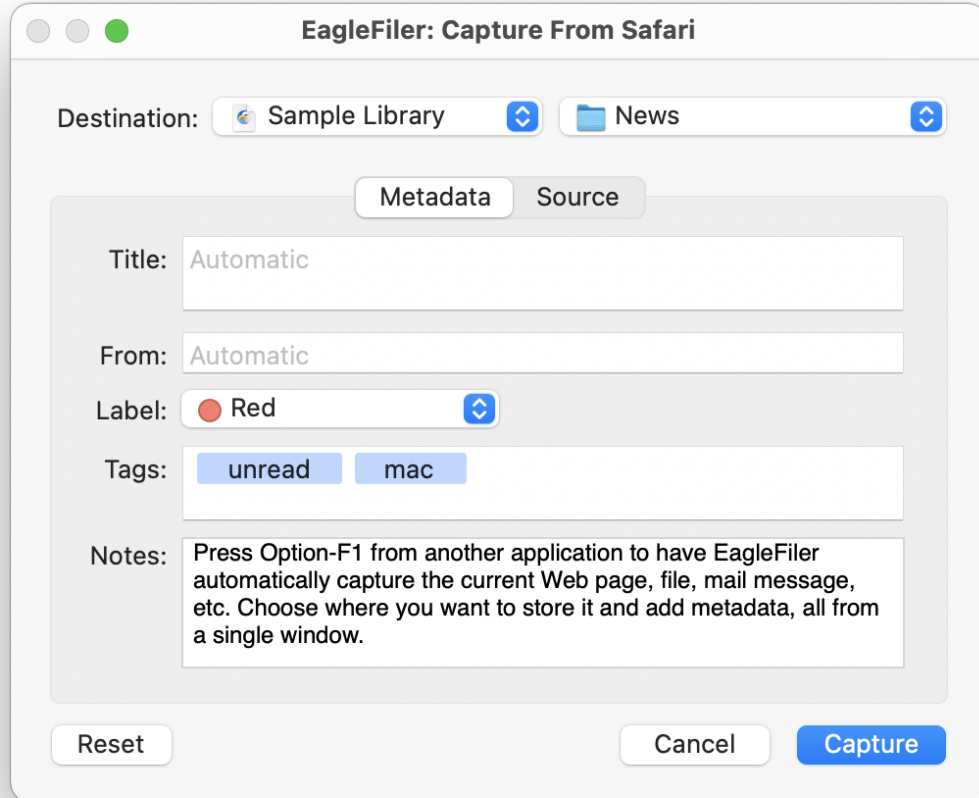 EagleFiler: Capture From Safari
Destination: Sample Library News
Metadata Source
Title: Automatic
From: Automatic
Label: Red
Tags: unread mac
Notes: Press Option-F1 from another application to have EagleFiler
automatically capture the current Web page, file, mail message,
etc. Choose where you want to store it and add metadata, all from
a single window.
Reset Cancel Capture